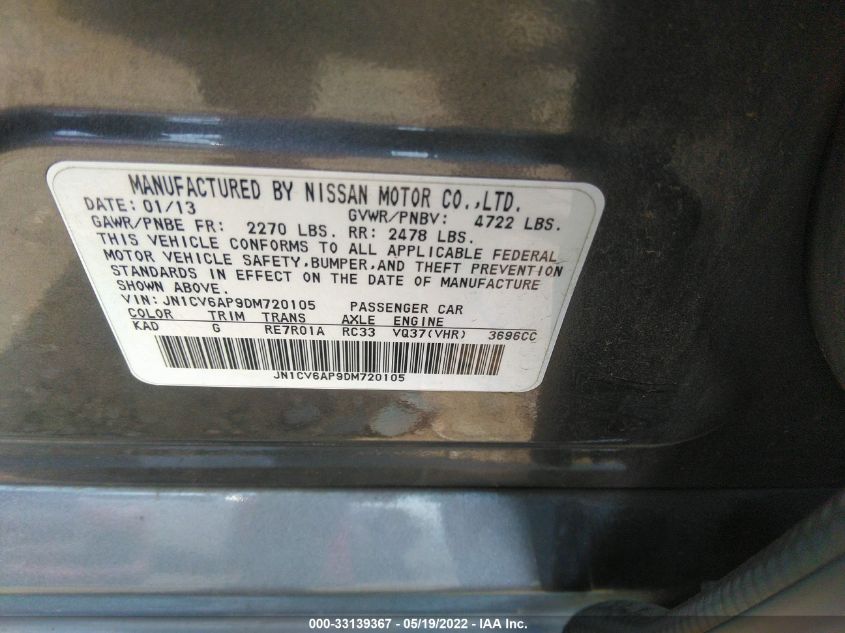 MANUFACTURED BY NISSAN MOTOR CO.,LTD.
DATE: 01/13 GVWR/PNBV: 4722 LBS.
GAWR/PNBE FR: 2270 LBS. RR: 2478 LBS.
THIS VEHICLE CONFORMS TO ALL APPLICABLE FEDERAL
MOTOR VEHICLE SAFETY,BUMPER,AND THEFT PREVENTION
STANDARDS IN EFFECT ON THE DATE OF MANUFACTURE
SHOWN ABOVE.
VIN: JN1CV6AP9DM720105 PASSENGER CAR
COLOR TRIM TRANS AXLE ENGINE
KAD G RE7R01A RC33 VQ37(VHR) 3696CC
JN1CV6AP9DM720105
000-33139367 - 05/19/2022 - IAA Inc.